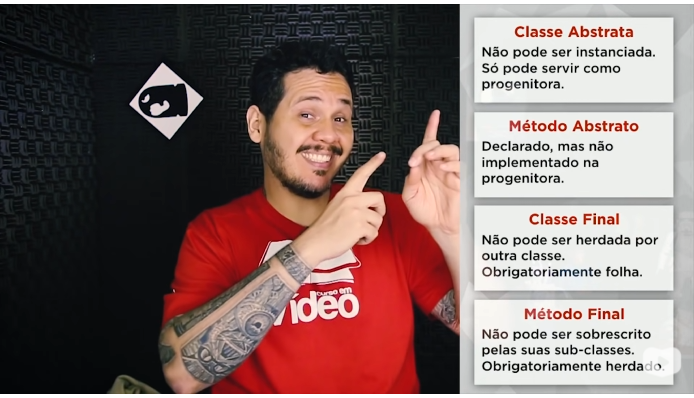 curso em
Vídeo
Classe Abstrata
Não pode ser instanciada.
Só pode servir como
progenitora.
Método Abstrato
Declarado, mas não
implementado na
progenitora.
Classe Final
Não pode ser herdada por
outra classe.
Obrigatoriamente folha.
Método Final
Não pode ser sobrescrito
pelas suas sub-classes.
Obrigatoriamente herdado.